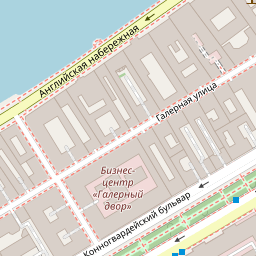 Английская набережная
Галерная улица
Бизнес-
центр
«Галерный
двор»
Конногвардейский бульвар